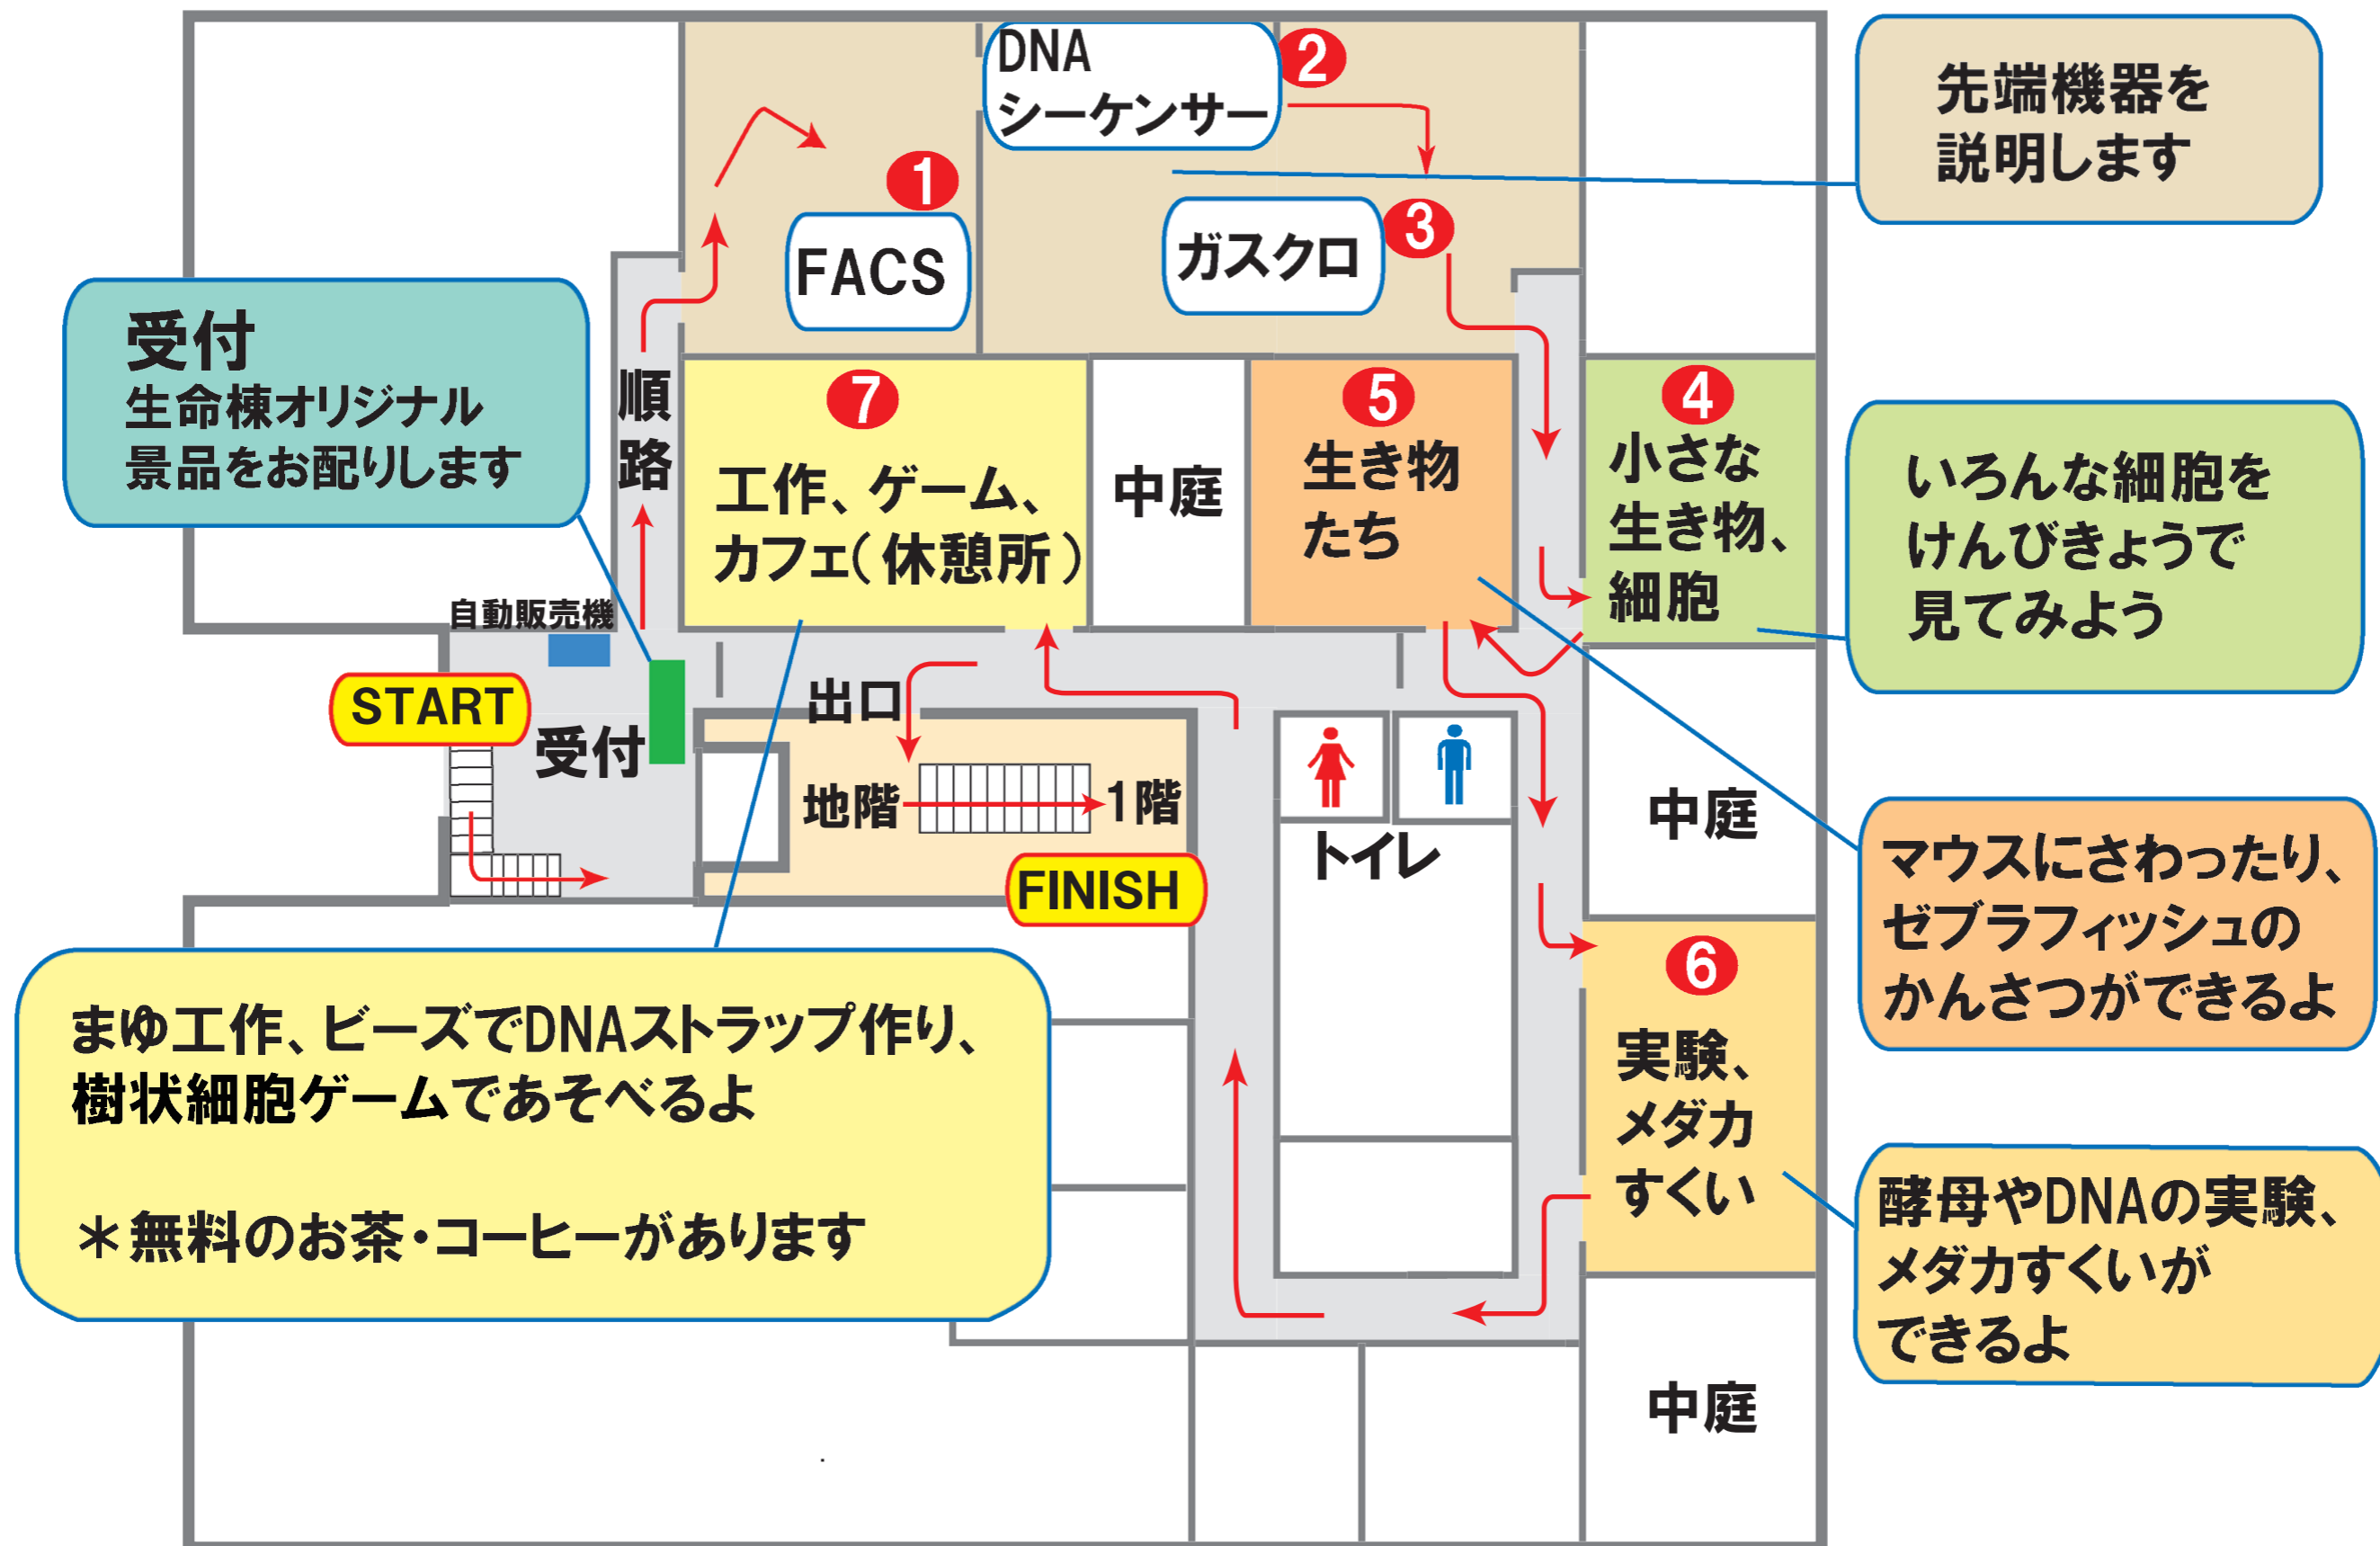 DNA
シーケンサー
2
先端機器を
説明します
1
FACS
ガスクロ
3
受付
生命棟オリジナル
景品をお配りします
順
路
7
工作、ゲーム、
カフェ(休憩所)
中庭
5
生き物
たち
4
小さな
生き物、
細胞
いろんな細胞を
けんびきょうで
見てみよう
自動販売機
START
受付
出口
地階
1階
FINISH
トイレ
中庭
マウスにさわったり、
ゼブラフィッシュの
かんさつができるよ
6
実験、
メダカ
すくい
まゆ工作、ビーズでDNAストラップ作り、
樹状細胞ゲームであそべるよ
＊無料のお茶・コーヒーがあります
酵母やDNAの実験、
メダカすくいが
できるよ
中庭